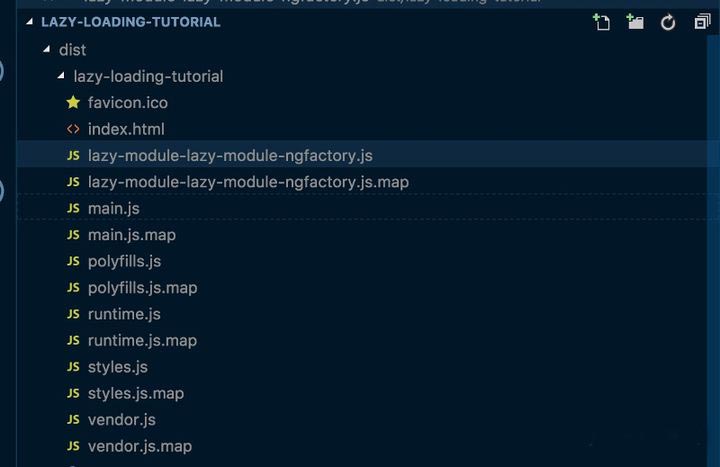 LAZY-LOADING-TUTORIAL
dist
lazy-loading-tutorial
favicon.ico
<> index.html
JS lazy-module-lazy-module-ngfactory.js
JS lazy-module-lazy-module-ngfactory.js.map
JS main.js
JS main.js.map
JS polyfills.js
JS polyfills.js.map
JS runtime.js
JS runtime.js.map
JS styles.js
JS styles.js.map
JS vendor.js
JS vendor.js.map